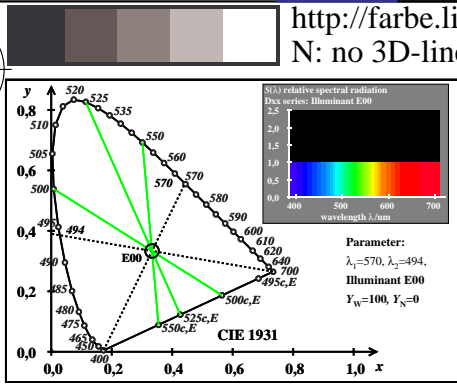 http://farbe.li
N: no 3D-line
y
520
525
535
550
560
570
570
580
590
600
610
620
640
700
510
505
500
495
494
490
485
480
475
465
450
400
E00
495c,E
500c,E
525c,E
550c,E
CIE 1931
0,8
0,6
0,4
0,2
0,0
0,0 0,2 0,4 0,6 0,8 1,0 x
S(λ) relative spectral radiation
Dxx series: Illuminant E00
2,5
2,0
1,5
1,0
0,5
0,0
400 500 600 700
wavelength λ/nm
Parameter:
λ₁=570, λ₂=494,
Illuminant E00
Y_W=100, Y_N=0